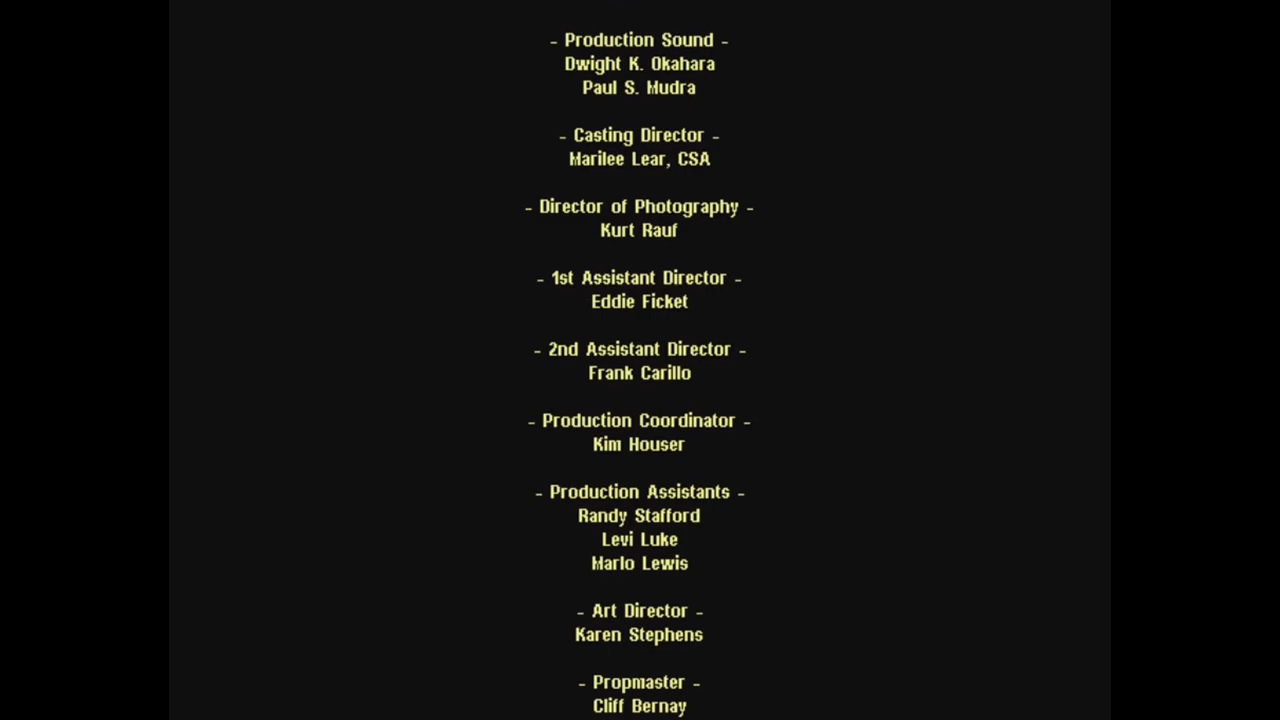 - Production Sound -
Dwight K. Okahara
Paul S. Mudra
- Casting Director -
Marilee Lear, CSA
- Director of Photography -
Kurt Rauf
- 1st Assistant Director -
Eddie Ficket
- 2nd Assistant Director -
Frank Carillo
- Production Coordinator -
Kim Houser
- Production Assistants -
Randy Stafford
Levi Luke
Marlo Lewis
- Art Director -
Karen Stephens
- Propmaster -
Cliff Bernay